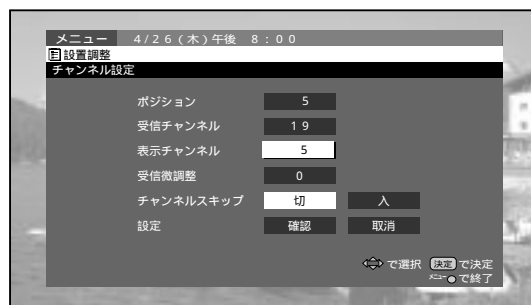 メニュー 4/26(木)午後 8:00
設置調整
チャンネル設定
ポジション 5
受信チャンネル 19
表示チャンネル 5
受信微調整 0
チャンネルスキップ 切 入
設定 確認 取消
で選択 決定 で決定
メニュー で終了